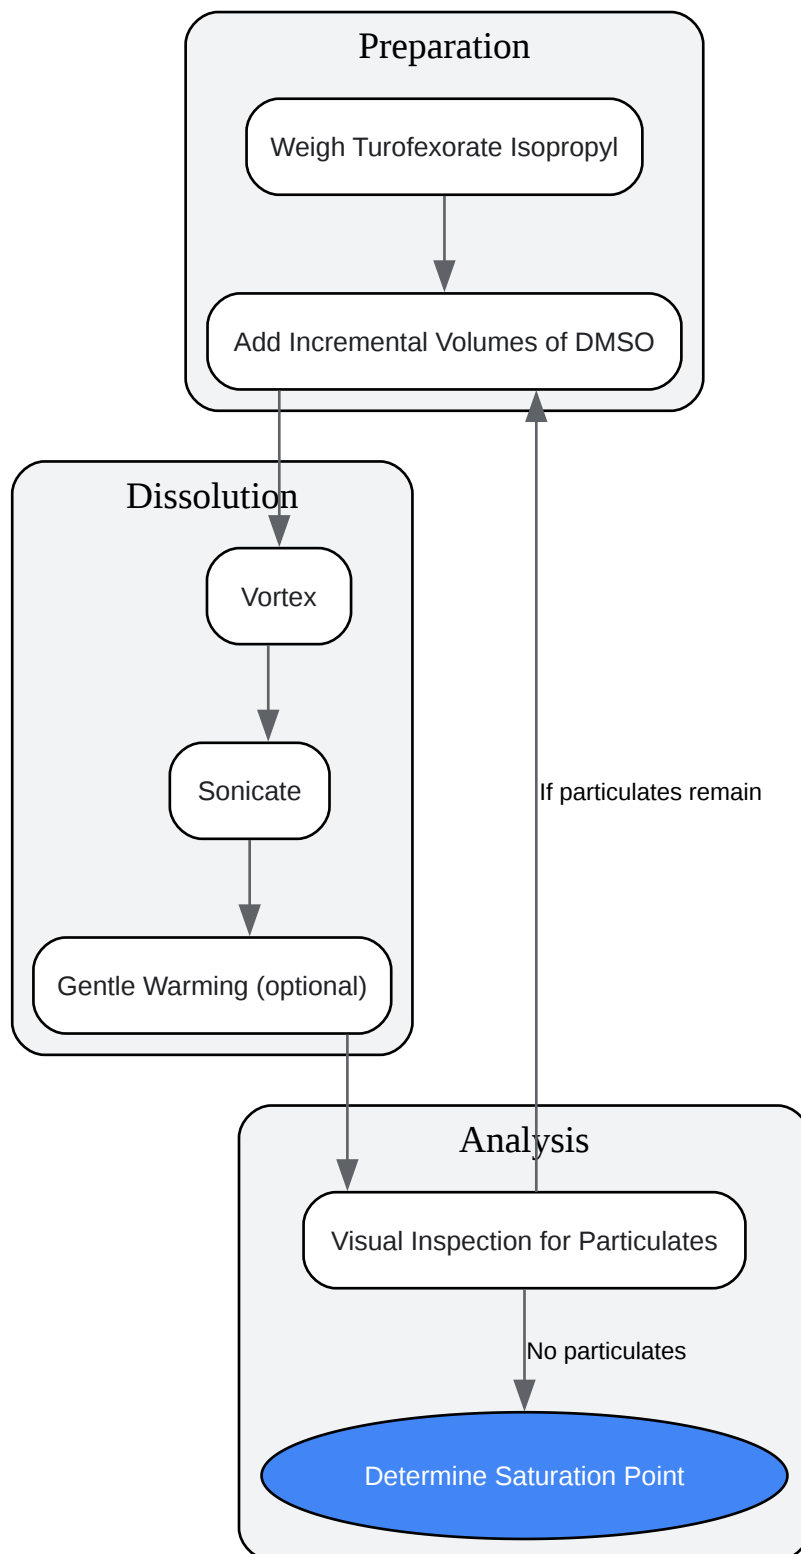 Preparation
Weigh Turofexorate Isopropyl
Add Incremental Volumes of DMSO
Dissolution
Vortex
Sonicate
If particulates remain
Gentle Warming (optional)
Analysis
Visual Inspection for Particulates
No particulates
Determine Saturation Point